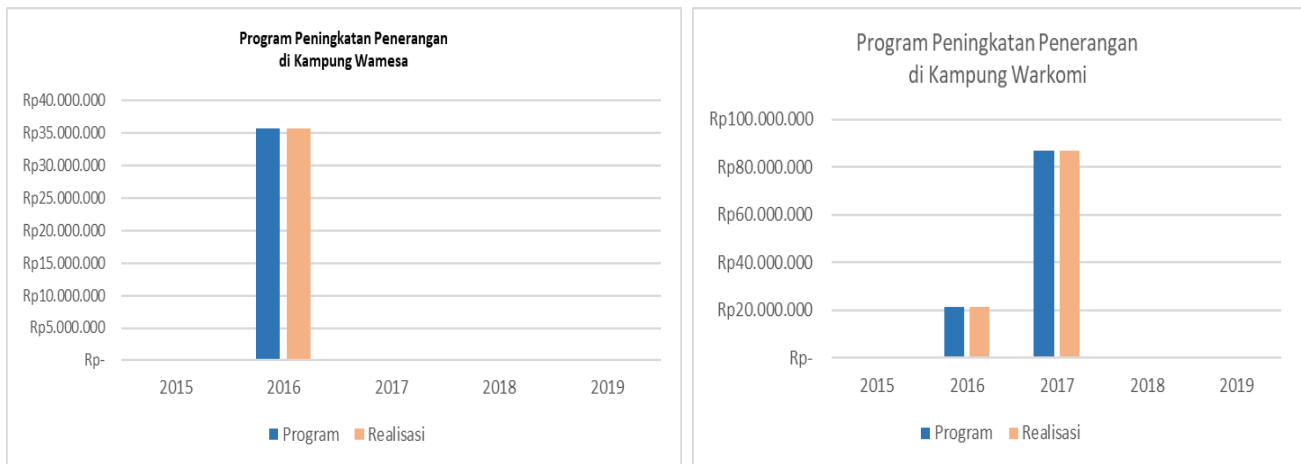 Program Peningkatan Penerangan
di Kampung Wamesa
Rp40.000.000
Rp35.000.000
Rp30.000.000
Rp25.000.000
Rp20.000.000
Rp15.000.000
Rp10.000.000
Rp5.000.000
Rp-
2015 2016 2017 2018 2019
Program Realisasi
Program Peningkatan Penerangan
di Kampung Warkomi
Rp100.000.000
Rp80.000.000
Rp60.000.000
Rp40.000.000
Rp20.000.000
Rp-
2015 2016 2017 2018 2019
Program Realisasi